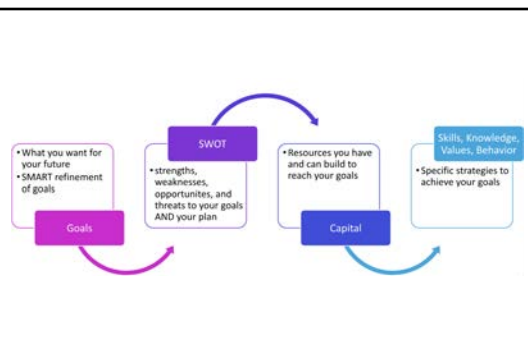 • What you want for
your future
• SMART refinement
of goals
Goals
SWOT
• strengths,
weaknesses,
opportunites, and
threats to your goals
AND your plan
• Resources you have
and can build to
reach your goals
Capital
Skills, Knowledge,
Values, Behavior
• Specific strategies to
achieve your goals